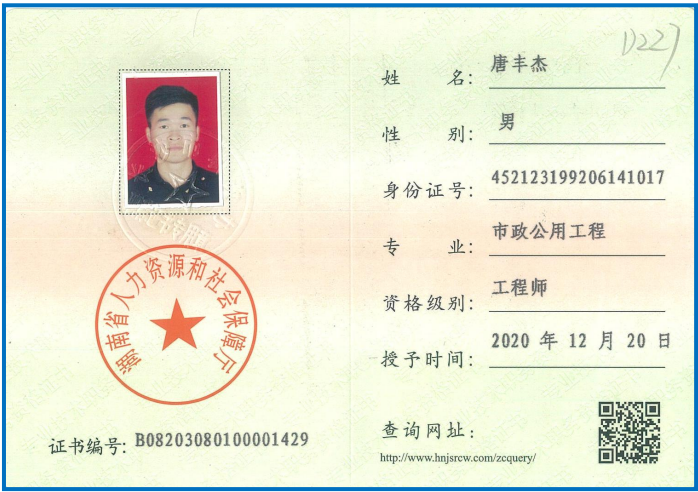 D227
姓名：唐丰杰
性别：男
身份证号：452123199206141017
专业：市政公用工程
资格级别：工程师
授予时间：2020 年 12 月 20 日
湖南省人力资源和社会保障厅
证书编号：B08203080100001429
查询网址：
http://www.hnjsrcw.com/zcquery/